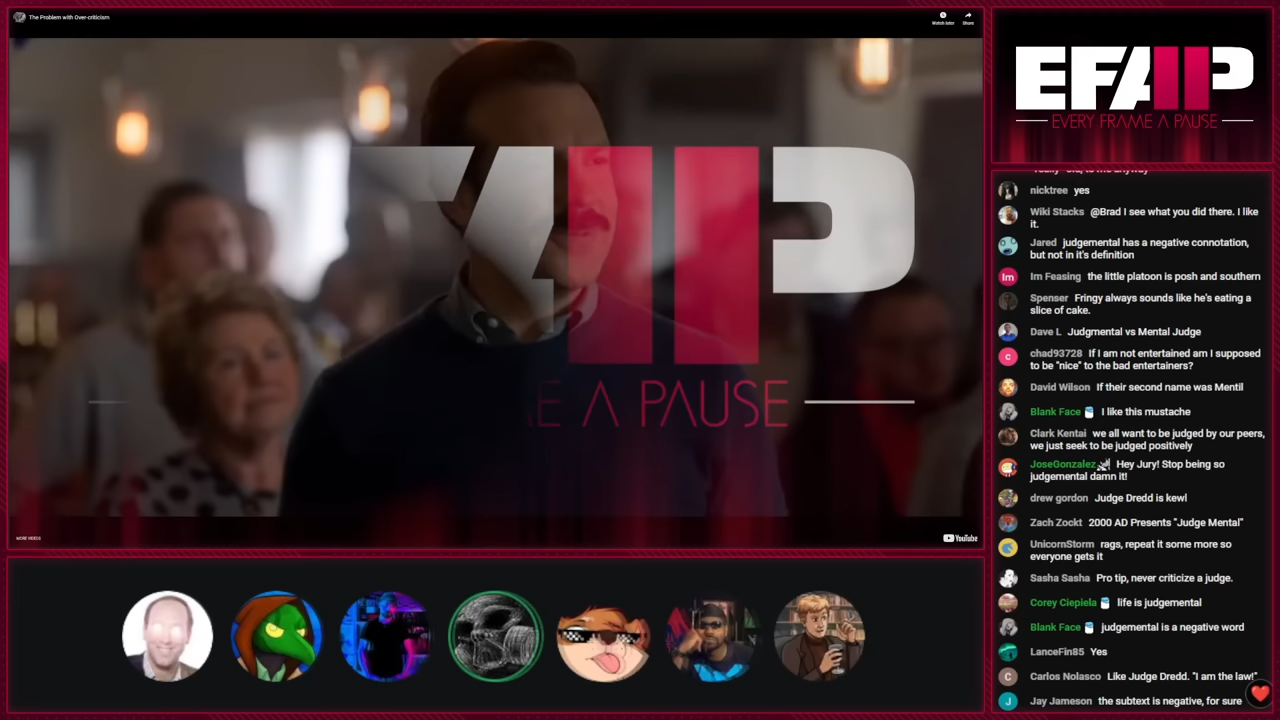 The Problem with Over-criticism
Watch later
Share
AP
E A PAUSE
MORE VIDEOS
YouTube
EFAP
EVERY FRAME A PAUSE
nicktree yes
Wiki Stacks @Brad I see what you did there. I like
it.
Jared judgemental has a negative connotation,
but not in it's definition
Im
Im Feasing the little platoon is posh and southern
Spenser Fringy always sounds like he's eating a
slice of cake.
Dave L Judgmental vs Mental Judge
c
chad93728 If I am not entertained am I supposed
to be "nice" to the bad entertainers?
David Wilson If their second name was Mentil
Blank Face I like this mustache
Clark Kentai we all want to be judged by our peers,
we just seek to be judged positively
JoseGonzalez Hey Jury! Stop being so
judgemental damn it!
drew gordon Judge Dredd is kewl
Zach Zockt 2000 AD Presents "Judge Mental"
UnicornStorm rags, repeat it some more so
everyone gets it
Sasha Sasha Pro tip, never criticize a judge.
Corey Ciepiela life is judgemental
Blank Face judgemental is a negative word
LanceFin85 Yes
C
Carlos Nolasco Like Judge Dredd. "I am the law!"
J
Jay Jameson the subtext is negative, for sure